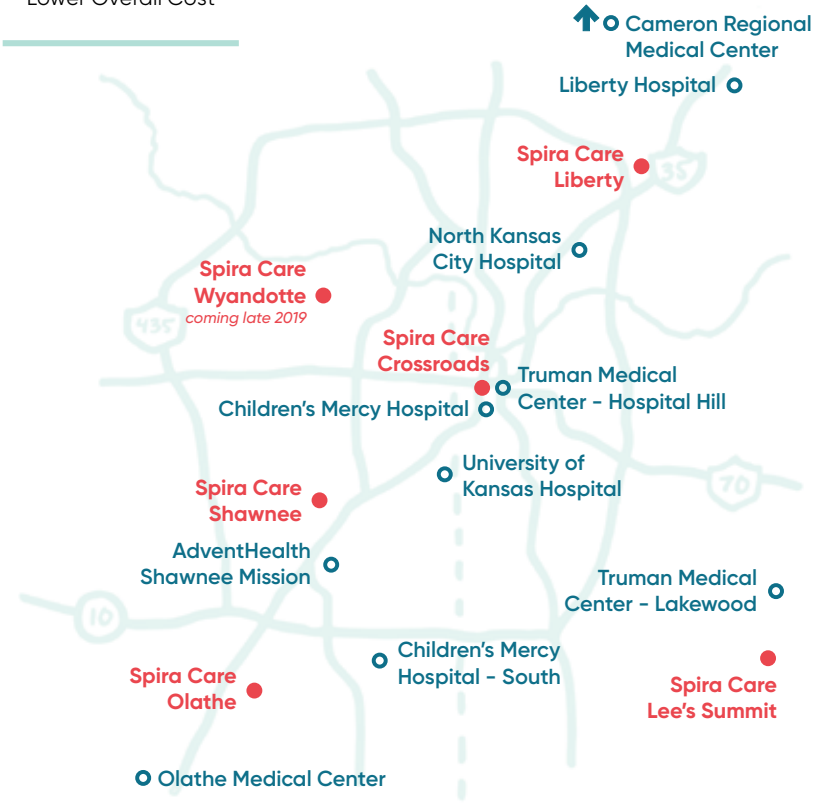 Lower Overall Cost
Cameron Regional
Medical Center
Liberty Hospital
Spira Care
Liberty
35
North Kansas
City Hospital
Spira Care
Wyandotte
coming late 2019
435
Spira Care
Crossroads
Truman Medical
Center - Hospital Hill
Children's Mercy Hospital
University of
Kansas Hospital
70
Spira Care
Shawnee
AdventHealth
Shawnee Mission
Truman Medical
Center - Lakewood
10
Children's Mercy
Hospital - South
Spira Care
Olathe
Spira Care
Lee's Summit
Olathe Medical Center